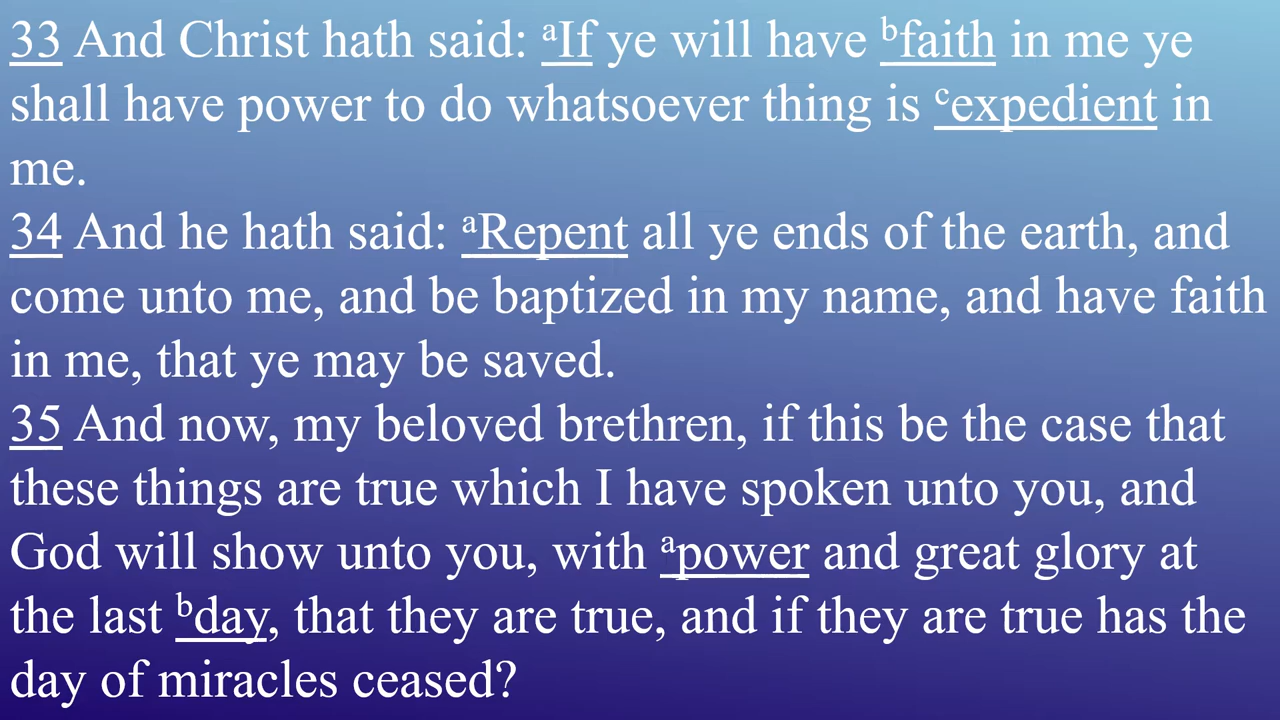 33 And Christ hath said: aIf ye will have bfaith in me ye
shall have power to do whatsoever thing is cexpedient in
me.
34 And he hath said: aRepent all ye ends of the earth, and
come unto me, and be baptized in my name, and have faith
in me, that ye may be saved.
35 And now, my beloved brethren, if this be the case that
these things are true which I have spoken unto you, and
God will show unto you, with apower and great glory at
the last bday, that they are true, and if they are true has the
day of miracles ceased?